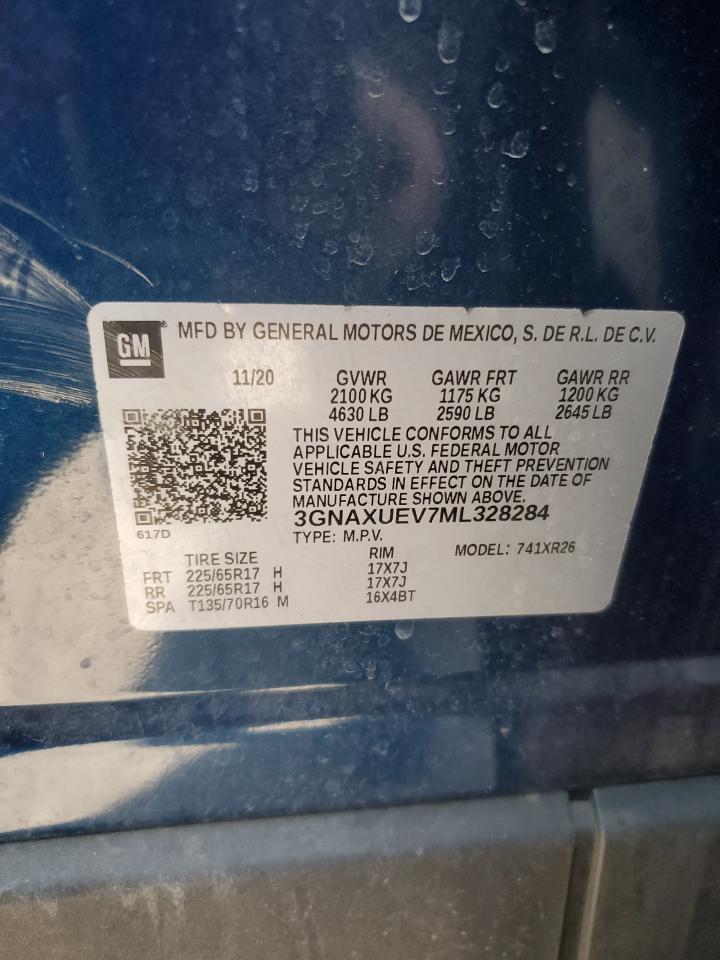 GM ® MFD BY GENERAL MOTORS DE MEXICO, S. DE R.L. DE C.V.
11/20 GVWR GAWR FRT GAWR RR
2100 KG 1175 KG 1200 KG
4630 LB 2590 LB 2645 LB
THIS VEHICLE CONFORMS TO ALL
APPLICABLE U.S. FEDERAL MOTOR
VEHICLE SAFETY AND THEFT PREVENTION
STANDARDS IN EFFECT ON THE DATE OF
MANUFACTURE SHOWN ABOVE.
3GNAXUEV7ML328284
617D
TYPE: M.P.V. MODEL: 741XR26
TIRE SIZE RIM
FRT 225/65R17 H 17X7J
RR 225/65R17 H 17X7J
SPA T135/70R16 M 16X4BT